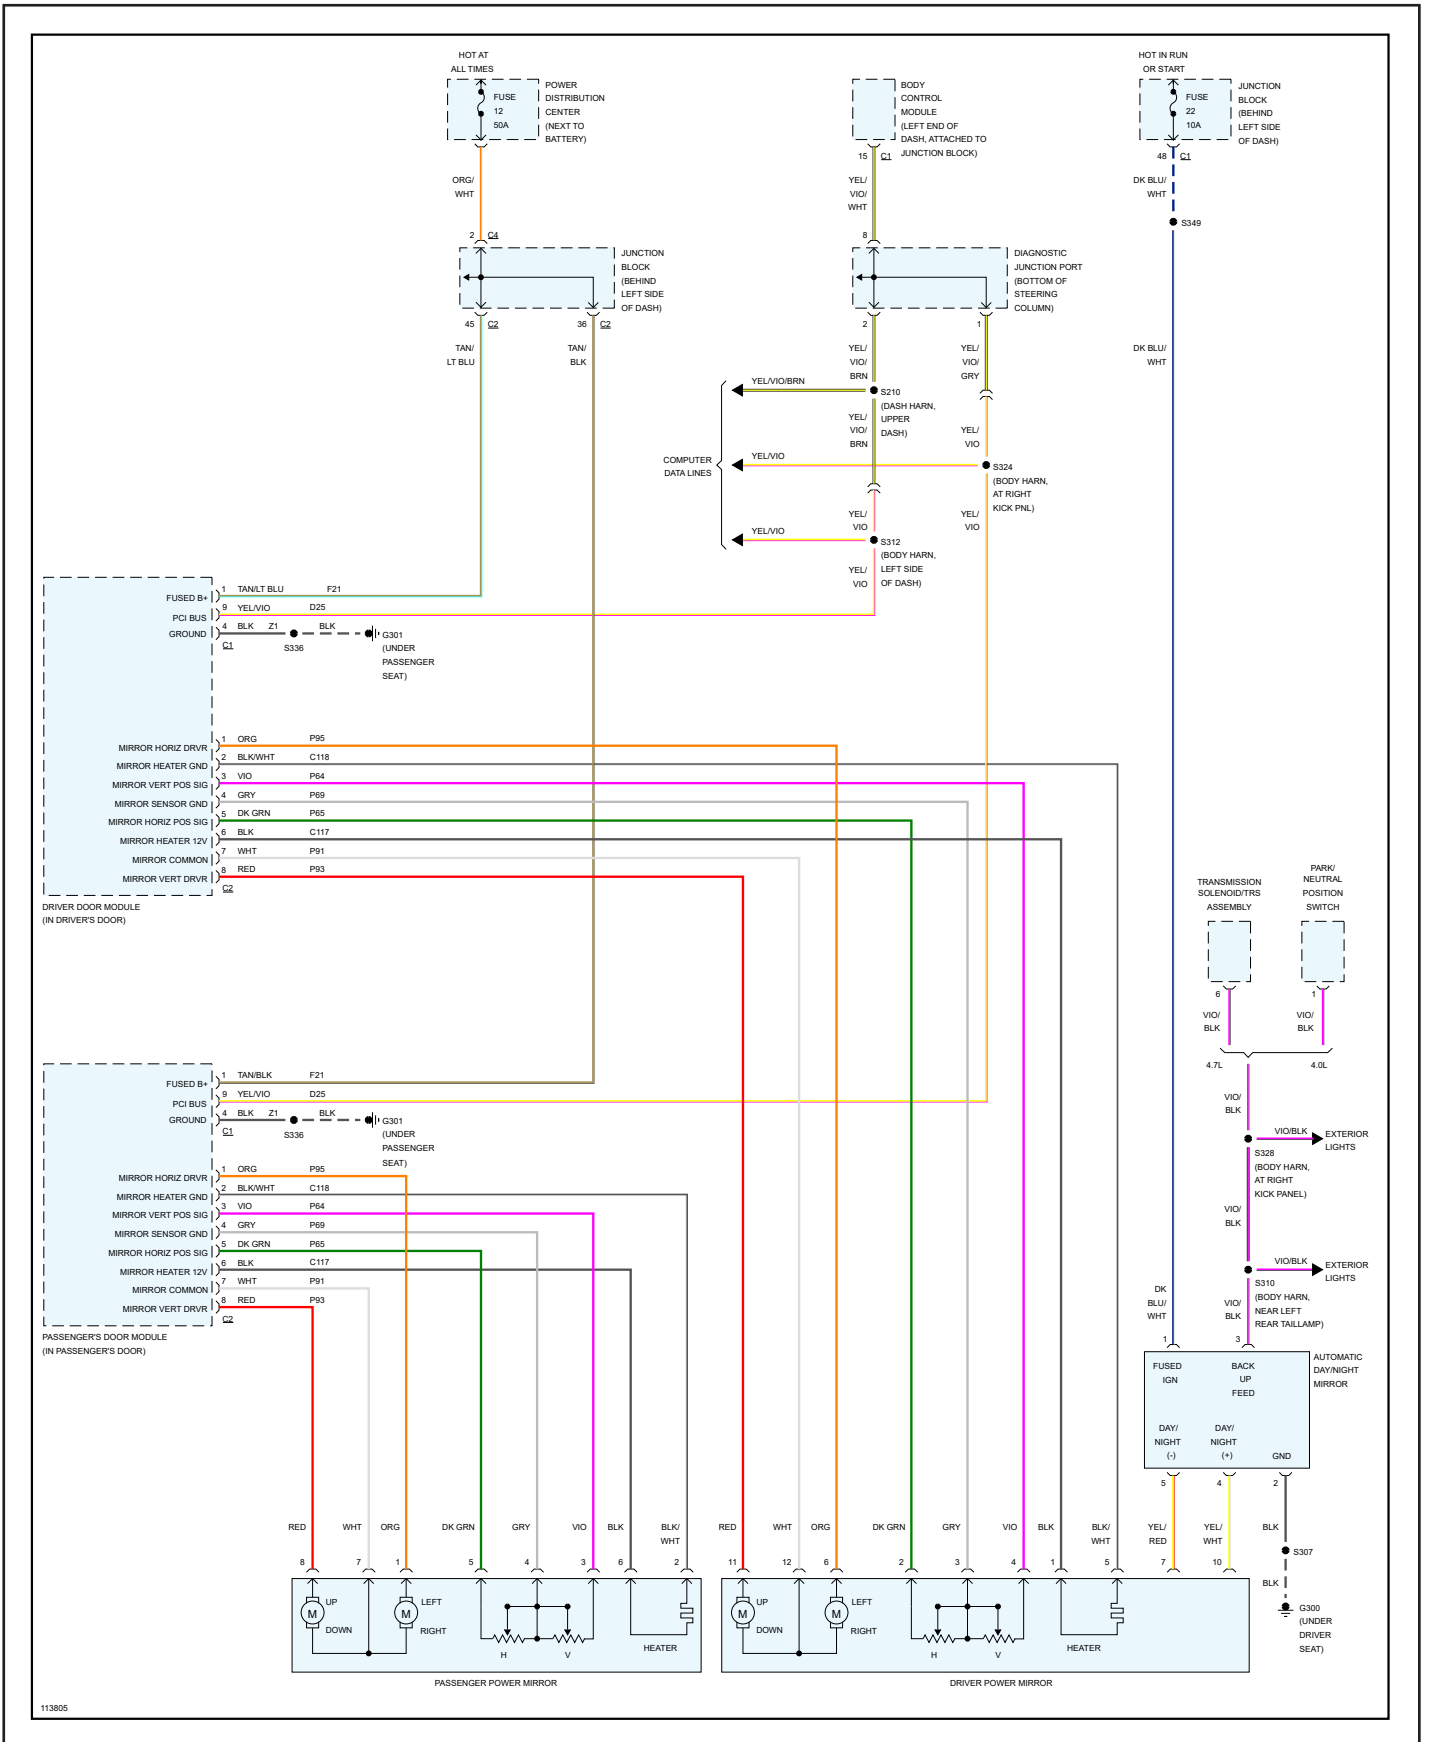 HOT AT
ALL TIMES
FUSE
12
50A
POWER
DISTRIBUTION
CENTER
(NEXT TO
BATTERY)
ORG/
WHT
2 C4
JUNCTION
BLOCK
(BEHIND
LEFT SIDE
OF DASH)
45 C2
36 C2
TAN/
LT BLU
TAN/
BLK
BODY
CONTROL
MODULE
(LEFT END OF
DASH, ATTACHED TO
JUNCTION BLOCK)
15 C1
YEL/
VIO/
WHT
8
DIAGNOSTIC
JUNCTION PORT
(BOTTOM OF
STEERING
COLUMN)
2
1
YEL/
VIO/
BRN
YEL/
VIO/
GRY
YEL/VIO/BRN
S210
(DASH HARN,
UPPER
DASH)
YEL/
VIO/
BRN
YEL/
VIO
COMPUTER
DATA LINES
YEL/VIO
S324
(BODY HARN,
AT RIGHT
KICK PNL)
YEL/
VIO
YEL/
VIO
YEL/VIO
S312
(BODY HARN,
LEFT SIDE
OF DASH)
YEL/
VIO
HOT IN RUN
OR START
FUSE
22
10A
JUNCTION
BLOCK
(BEHIND
LEFT SIDE
OF DASH)
48 C1
DK BLU/
WHT
S349
DK BLU/
WHT
FUSED B+
1 TAN/LT BLU F21
PCI BUS
9 YEL/VIO D25
GROUND
4 BLK Z1 BLK
C1
S336
G301
(UNDER
PASSENGER
SEAT)
MIRROR HORIZ DRVR
1 ORG P95
MIRROR HEATER GND
2 BLK/WHT C118
MIRROR VERT POS SIG
3 VIO P64
MIRROR SENSOR GND
4 GRY P69
MIRROR HORIZ POS SIG
5 DK GRN P65
MIRROR HEATER 12V
6 BLK C117
MIRROR COMMON
7 WHT P91
MIRROR VERT DRVR
8 RED P93
C2
DRIVER DOOR MODULE
(IN DRIVER'S DOOR)
TRANSMISSION
SOLENOID/TRS
ASSEMBLY
PARK/
NEUTRAL
POSITION
SWITCH
6
1
VIO/
BLK
VIO/
BLK
4.7L
4.0L
VIO/
BLK
VIO/BLK
EXTERIOR
LIGHTS
S328
(BODY HARN,
AT RIGHT
KICK PANEL)
VIO/
BLK
VIO/BLK
EXTERIOR
LIGHTS
S310
(BODY HARN,
NEAR LEFT
REAR TAILLAMP)
DK
BLU/
WHT
VIO/
BLK
1
3
FUSED B+
1 TAN/BLK F21
PCI BUS
9 YEL/VIO D25
GROUND
4 BLK Z1 BLK
C1
S336
G301
(UNDER
PASSENGER
SEAT)
MIRROR HORIZ DRVR
1 ORG P95
MIRROR HEATER GND
2 BLK/WHT C118
MIRROR VERT POS SIG
3 VIO P64
MIRROR SENSOR GND
4 GRY P69
MIRROR HORIZ POS SIG
5 DK GRN P65
MIRROR HEATER 12V
6 BLK C117
MIRROR COMMON
7 WHT P91
MIRROR VERT DRVR
8 RED P93
C2
PASSENGER'S DOOR MODULE
(IN PASSENGER'S DOOR)
FUSED
IGN
BACK
UP
FEED
DAY/
NIGHT
(-)
DAY/
NIGHT
(+)
GND
AUTOMATIC
DAY/NIGHT
MIRROR
5
4
2
YEL/
RED
YEL/
WHT
BLK
S307
BLK
G300
(UNDER
DRIVER
SEAT)
7
10
RED
WHT
ORG
DK GRN
GRY
VIO
BLK
BLK/
WHT
8
7
1
5
4
3
6
2
M
UP
DOWN
M
LEFT
RIGHT
H
V
HEATER
PASSENGER POWER MIRROR
RED
WHT
ORG
DK GRN
GRY
VIO
BLK
BLK/
WHT
11
12
6
2
3
4
1
5
M
UP
DOWN
M
LEFT
RIGHT
H
V
HEATER
DRIVER POWER MIRROR
113805